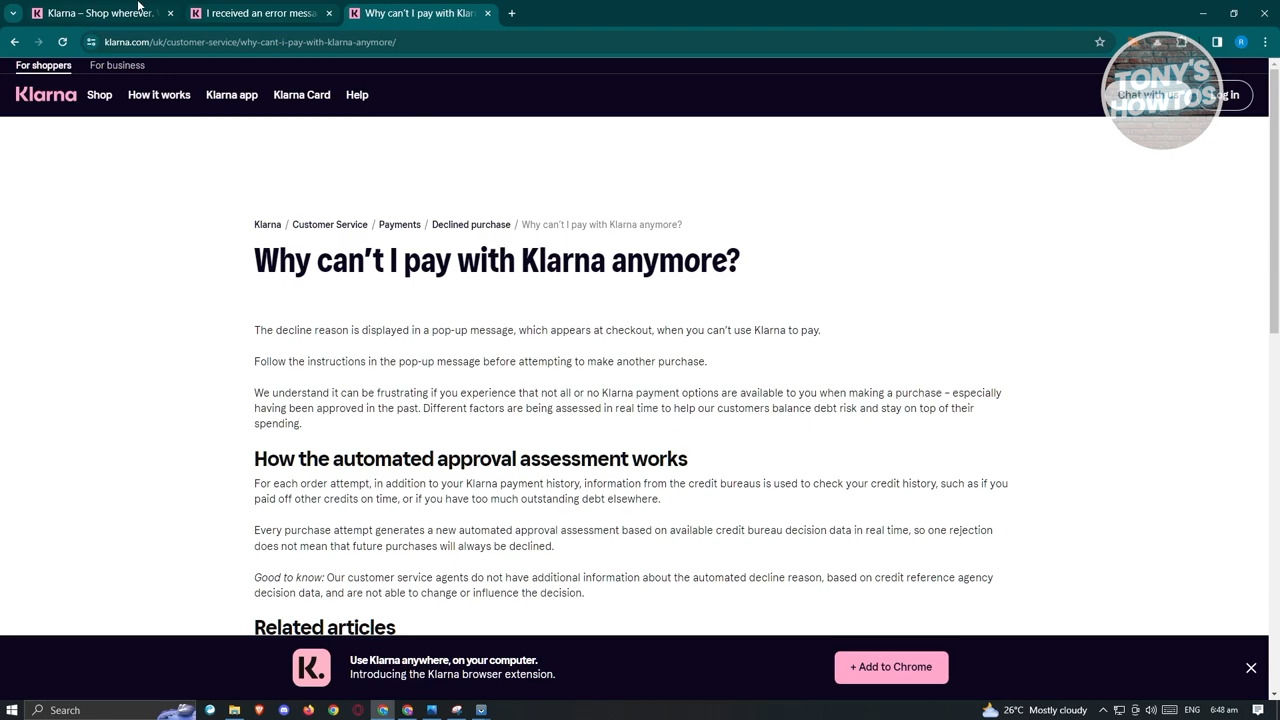 Klarna – Shop wherever.
I received an error messa
Why can't I pay with Klar
klarna.com/uk/customer-service/why-cant-i-pay-with-klarna-anymore/
R
For shoppers
For business
Klarna
Shop
How it works
Klarna app
Klarna Card
Help
Chat with us
Log in
TONY'S
HOWTOS
Klarna / Customer Service / Payments / Declined purchase / Why can't I pay with Klarna anymore?
Why can't I pay with Klarna anymore?
The decline reason is displayed in a pop-up message, which appears at checkout, when you can't use Klarna to pay.
Follow the instructions in the pop-up message before attempting to make another purchase.
We understand it can be frustrating if you experience that not all or no Klarna payment options are available to you when making a purchase – especially
having been approved in the past. Different factors are being assessed in real time to help our customers balance debt risk and stay on top of their
spending.
How the automated approval assessment works
For each order attempt, in addition to your Klarna payment history, information from the credit bureaus is used to check your credit history, such as if you
paid off other credits on time, or if you have too much outstanding debt elsewhere.
Every purchase attempt generates a new automated approval assessment based on available credit bureau decision data in real time, so one rejection
does not mean that future purchases will always be declined.
Good to know: Our customer service agents do not have additional information about the automated decline reason, based on credit reference agency
decision data, and are not able to change or influence the decision.
Related articles
K.
Use Klarna anywhere, on your computer.
Introducing the Klarna browser extension.
+ Add to Chrome
Search
26°C Mostly cloudy
ENG
6:48 am